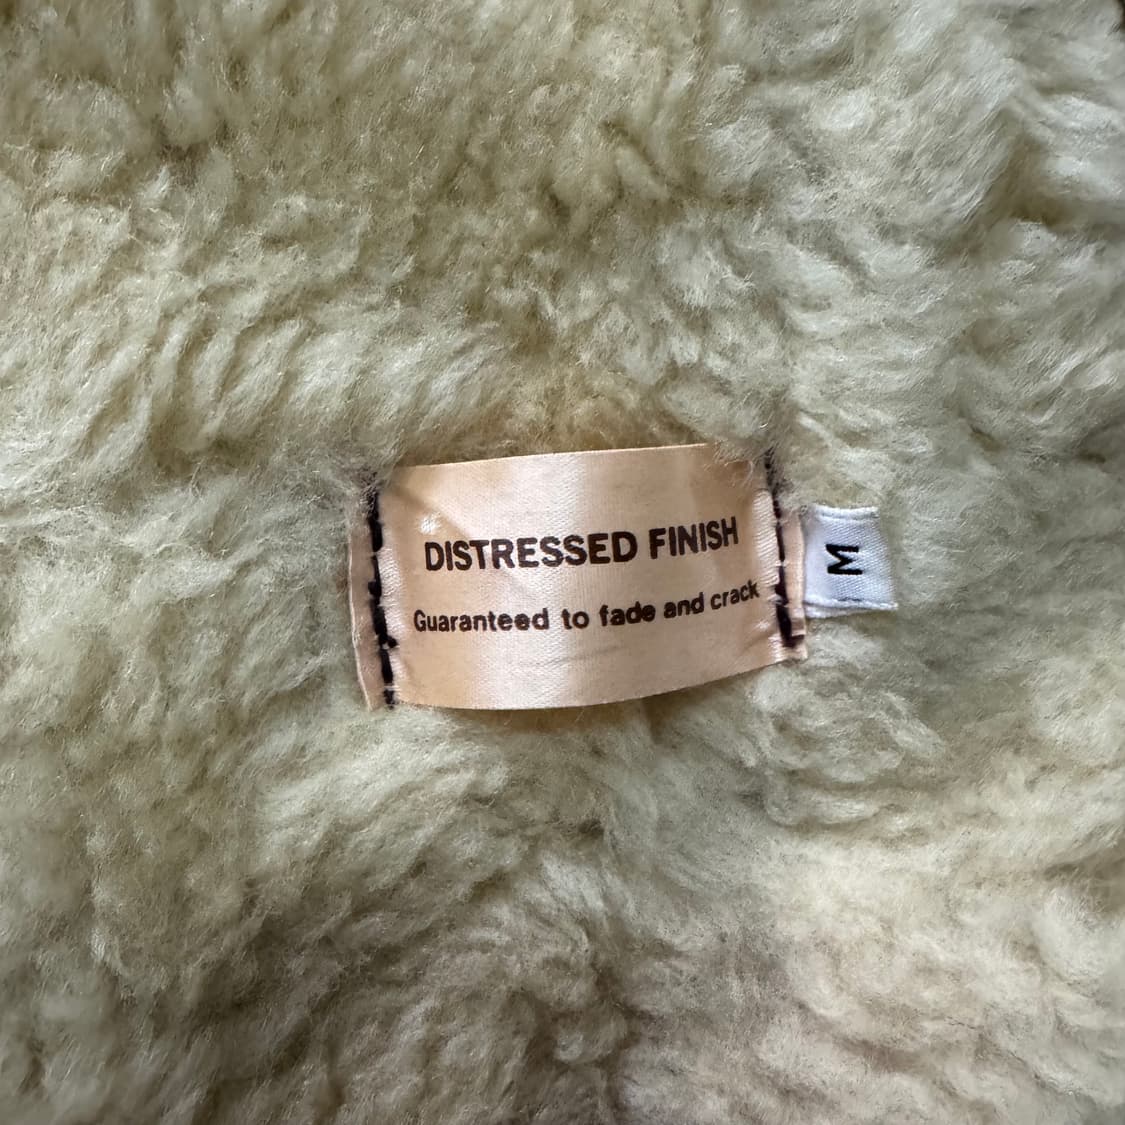 DISTRESSED FINISH
Guaranteed to fade and crack
M